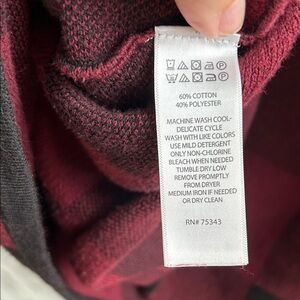 60% COTTON
40% POLYESTER
MACHINE WASH COOL-
DELICATE CYCLE
WASH WITH LIKE COLORS
USE MILD DETERGENT
ONLY NON-CHLORINE
BLEACH WHEN NEEDED
TUMBLE DRY LOW
REMOVE PROMPTLY
FROM DRYER
MEDIUM IRON IF NEEDED
OR DRY CLEAN
RN# 75343